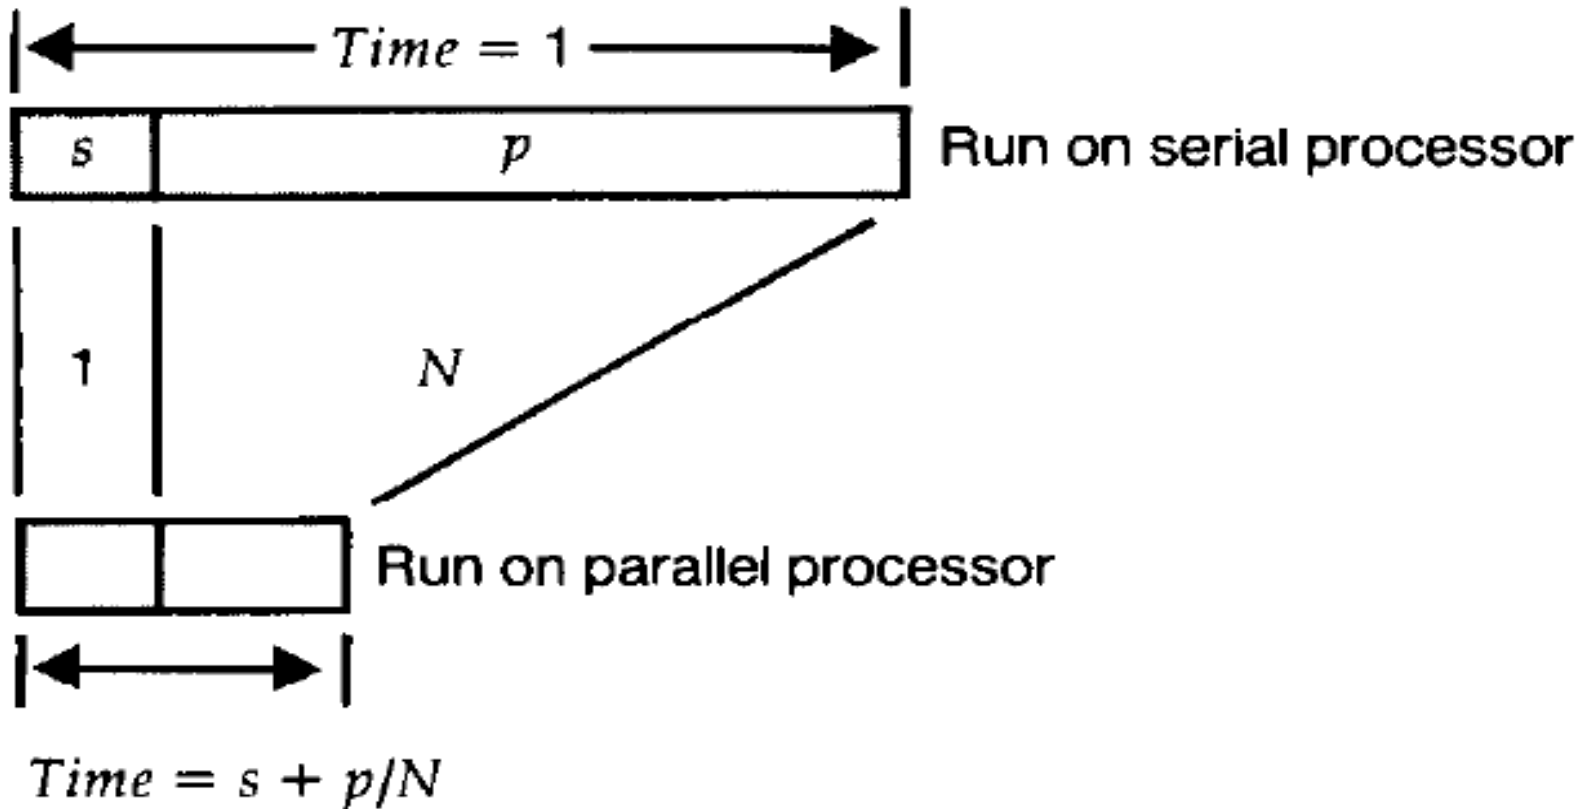 Time = 1
s p Run on serial processor
1 N
Run on parallel processor
Time = s + p/N